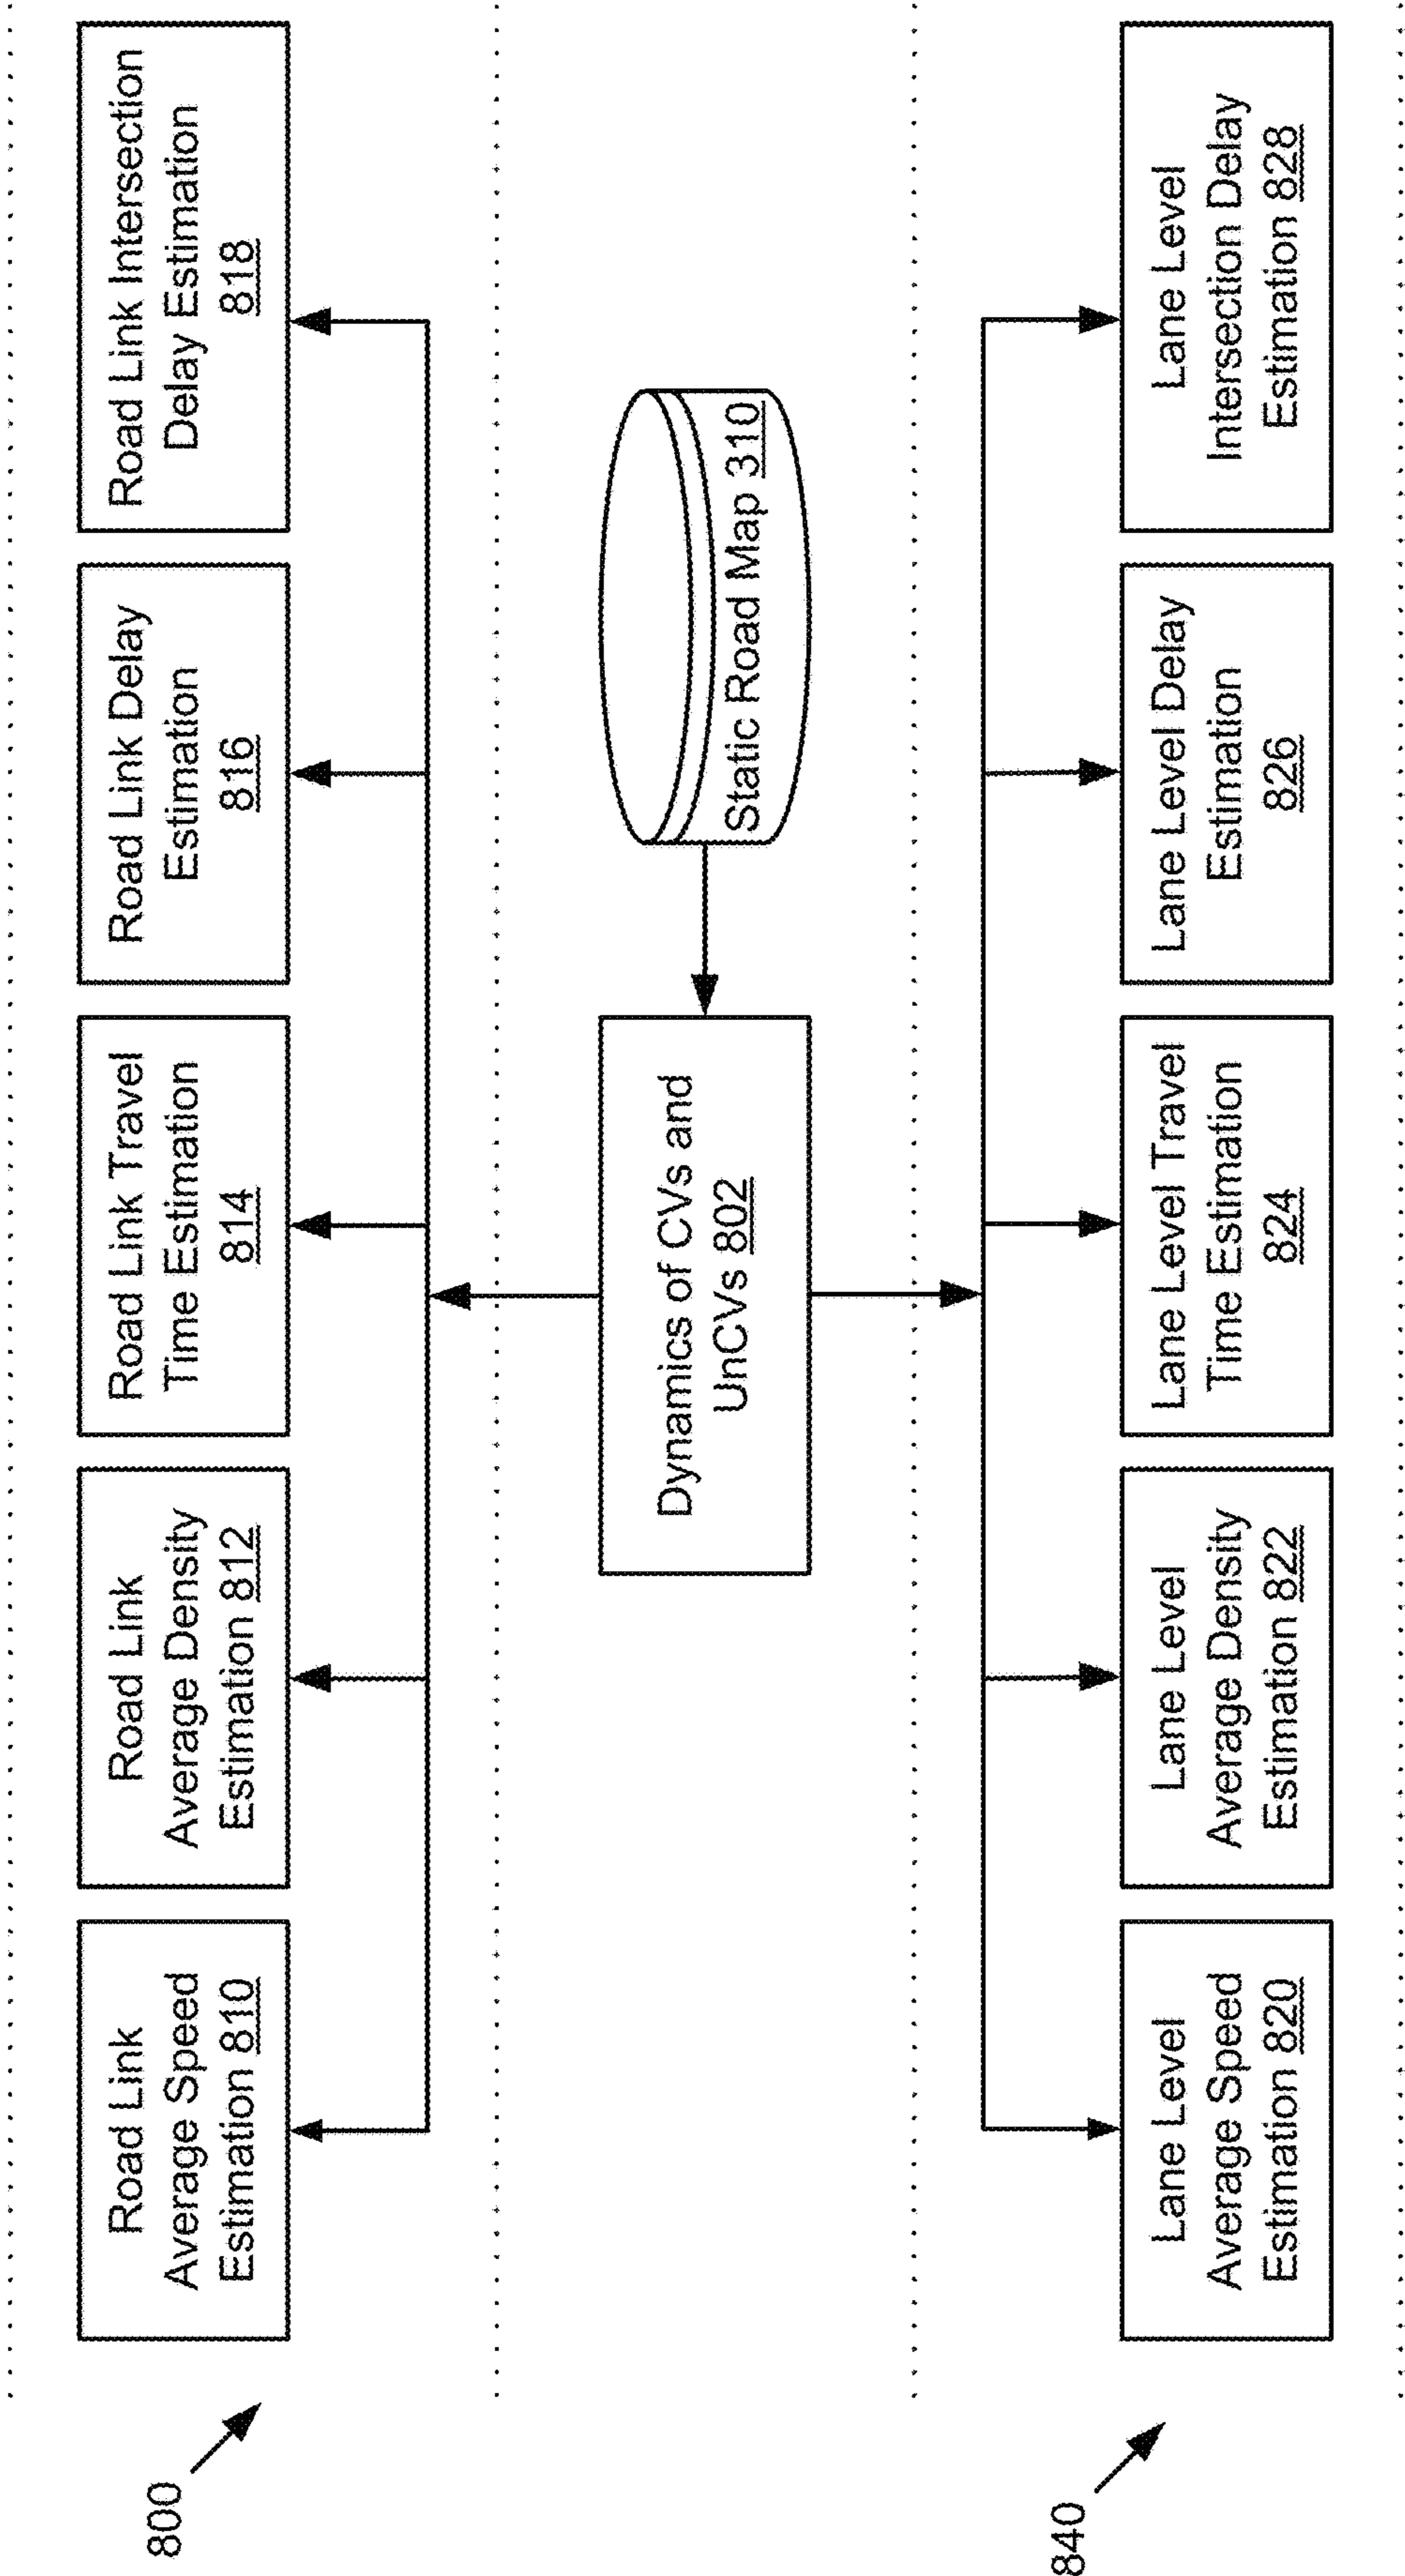 800
Road Link
Average Speed
Estimation 810
Road Link
Average Density
Estimation 812
Road Link Travel
Time Estimation
814
Road Link Delay
Estimation
816
Road Link Intersection
Delay Estimation
818
Dynamics of CVs and
UnCVs 802
Static Road Map 310
840
Lane Level
Average Speed
Estimation 820
Lane Level
Average Density
Estimation 822
Lane Level Travel
Time Estimation
824
Lane Level Delay
Estimation
826
Lane Level
Intersection Delay
Estimation 828